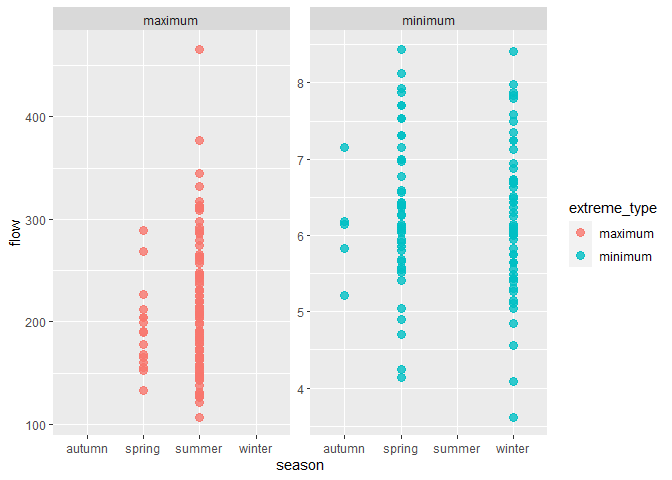 maximum
minimum
flow
400
300
200
100
8
7
6
5
4
autumn spring summer winter
autumn spring summer winter
season
extreme_type
maximum
minimum